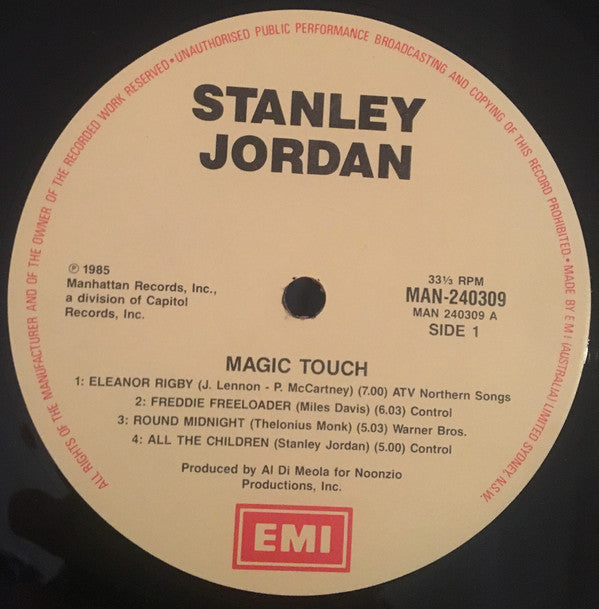 ALL RIGHTS OF THE MANUFACTURER AND OF THE OWNER OF THE RECORDED WORK RESERVED • UNAUTHORISED PUBLIC PERFORMANCE BROADCASTING AND COPYING OF THIS RECORD PROHIBITED. • MADE BY E M I (AUSTRALIA) LIMITED SYDNEY, N.S.W.
STANLEY
JORDAN
℗ 1985
Manhattan Records, Inc.,
a division of Capitol
Records, Inc.
33⅓ RPM
MAN-240309
MAN 240309 A
SIDE 1
MAGIC TOUCH
1: ELEANOR RIGBY (J. Lennon - P. McCartney) (7.00) ATV Northern Songs
2: FREDDIE FREELOADER (Miles Davis) (6.03) Control
3: ROUND MIDNIGHT (Thelonius Monk) (5.03) Warner Bros.
4: ALL THE CHILDREN (Stanley Jordan) (5.00) Control
Produced by Al Di Meola for Noonzio
Productions, Inc.
EMI